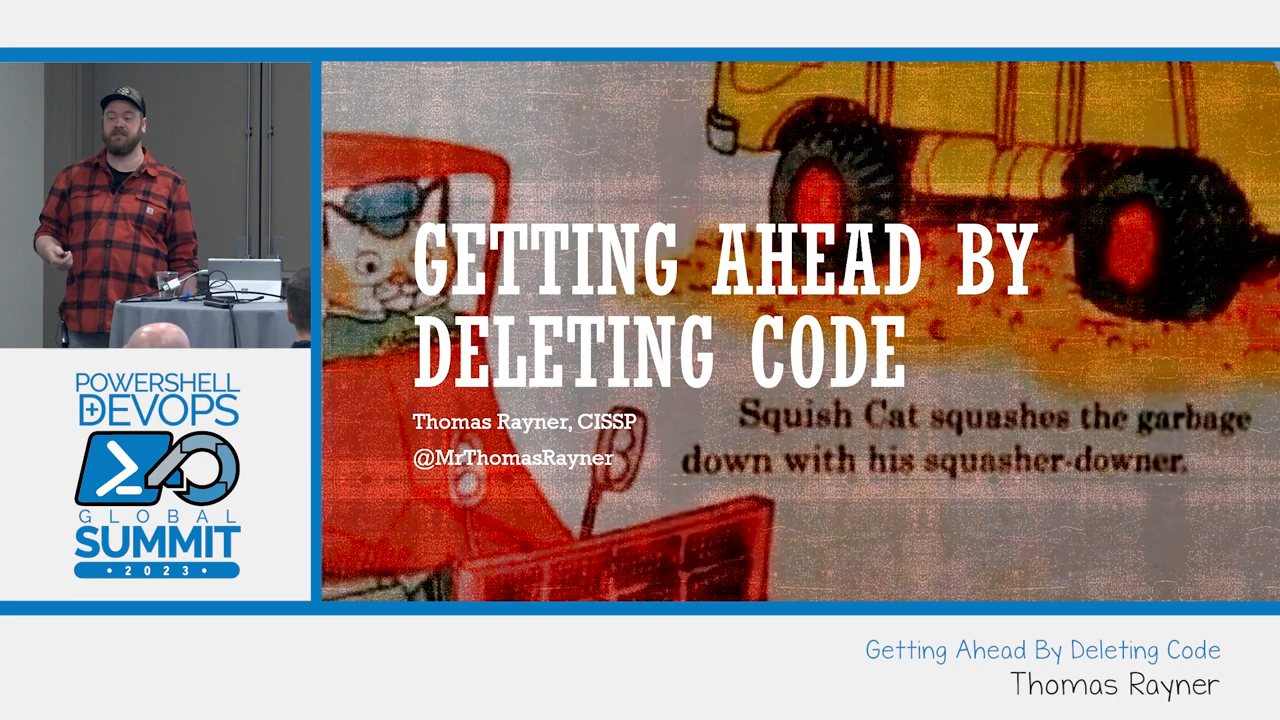 GETTING AHEAD BY
DELETING CODE
Thomas Rayner, CISSP
@MrThomasRayner
Squish Cat squashes the garbage
down with his squasher-downer.
POWERSHELL
+DEVOPS
GLOBAL
SUMMIT
• 2023 •
Getting Ahead By Deleting Code
Thomas Rayner